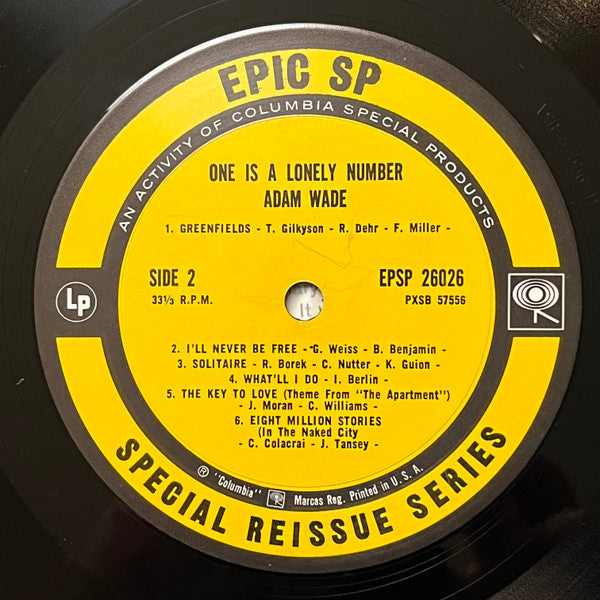 EPIC SP
AN ACTIVITY OF COLUMBIA SPECIAL PRODUCTS
ONE IS A LONELY NUMBER
ADAM WADE
1. GREENFIELDS - T. Gilkyson - R. Dehr - F. Miller -
SIDE 2
33⅓ R.P.M.
EPSP 26026
PXSB 57556
Lp
It
2. I'LL NEVER BE FREE - G. Weiss - B. Benjamin -
3. SOLITAIRE - R. Borek - C. Nutter - K. Guion -
4. WHAT'LL I DO - I. Berlin -
5. THE KEY TO LOVE (Theme From "The Apartment")
- J. Moran - C. Williams -
6. EIGHT MILLION STORIES
(In The Naked City
- C. Colacrai - J. Tansey -
® "Columbia" Marcas Reg. Printed in U.S.A.
SPECIAL REISSUE SERIES